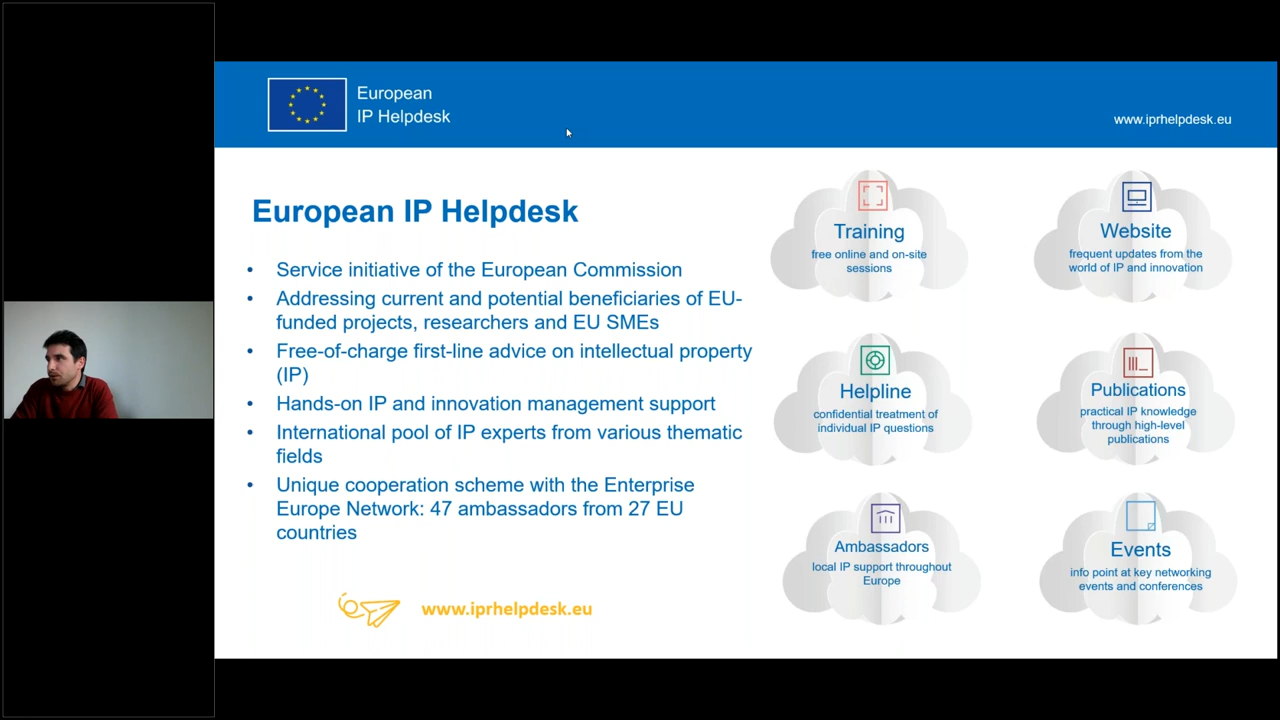 European
IP Helpdesk
www.iprhelpdesk.eu
European IP Helpdesk
• Service initiative of the European Commission
• Addressing current and potential beneficiaries of EU-
funded projects, researchers and EU SMEs
• Free-of-charge first-line advice on intellectual property
(IP)
• Hands-on IP and innovation management support
• International pool of IP experts from various thematic
fields
• Unique cooperation scheme with the Enterprise
Europe Network: 47 ambassadors from 27 EU
countries
www.iprhelpdesk.eu
Training
free online and on-site
sessions
Website
frequent updates from the
world of IP and innovation
Helpline
confidential treatment of
individual IP questions
Publications
practical IP knowledge
through high-level
publications
Ambassadors
local IP support throughout
Europe
Events
info point at key networking
events and conferences